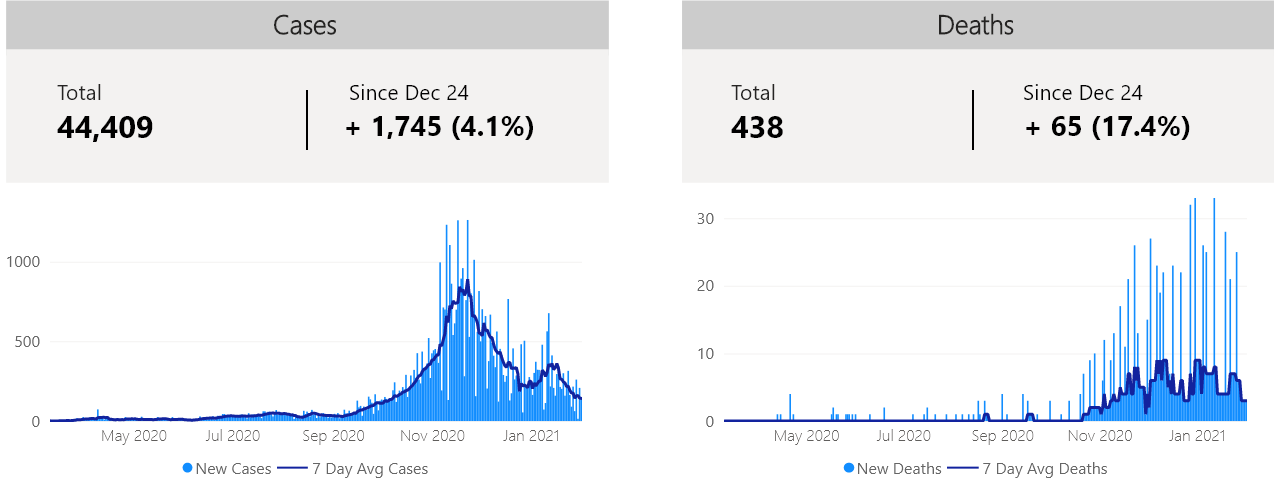 Cases
Total
44,409
Since Dec 24
+ 1,745 (4.1%)
1000
500
0
May 2020 Jul 2020 Sep 2020 Nov 2020 Jan 2021
New Cases 7 Day Avg Cases
Deaths
Total
438
Since Dec 24
+ 65 (17.4%)
30
20
10
0
May 2020 Jul 2020 Sep 2020 Nov 2020 Jan 2021
New Deaths 7 Day Avg Deaths